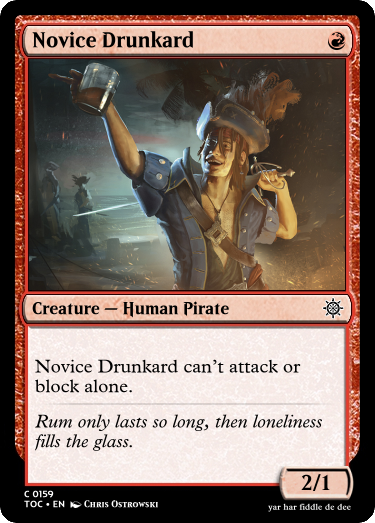 Novice Drunkard
Creature — Human Pirate
Novice Drunkard can't attack or
block alone.
Rum only lasts so long, then loneliness
fills the glass.
2/1
C 0159
TOC • EN Chris Ostrowski
yar har fiddle de dee